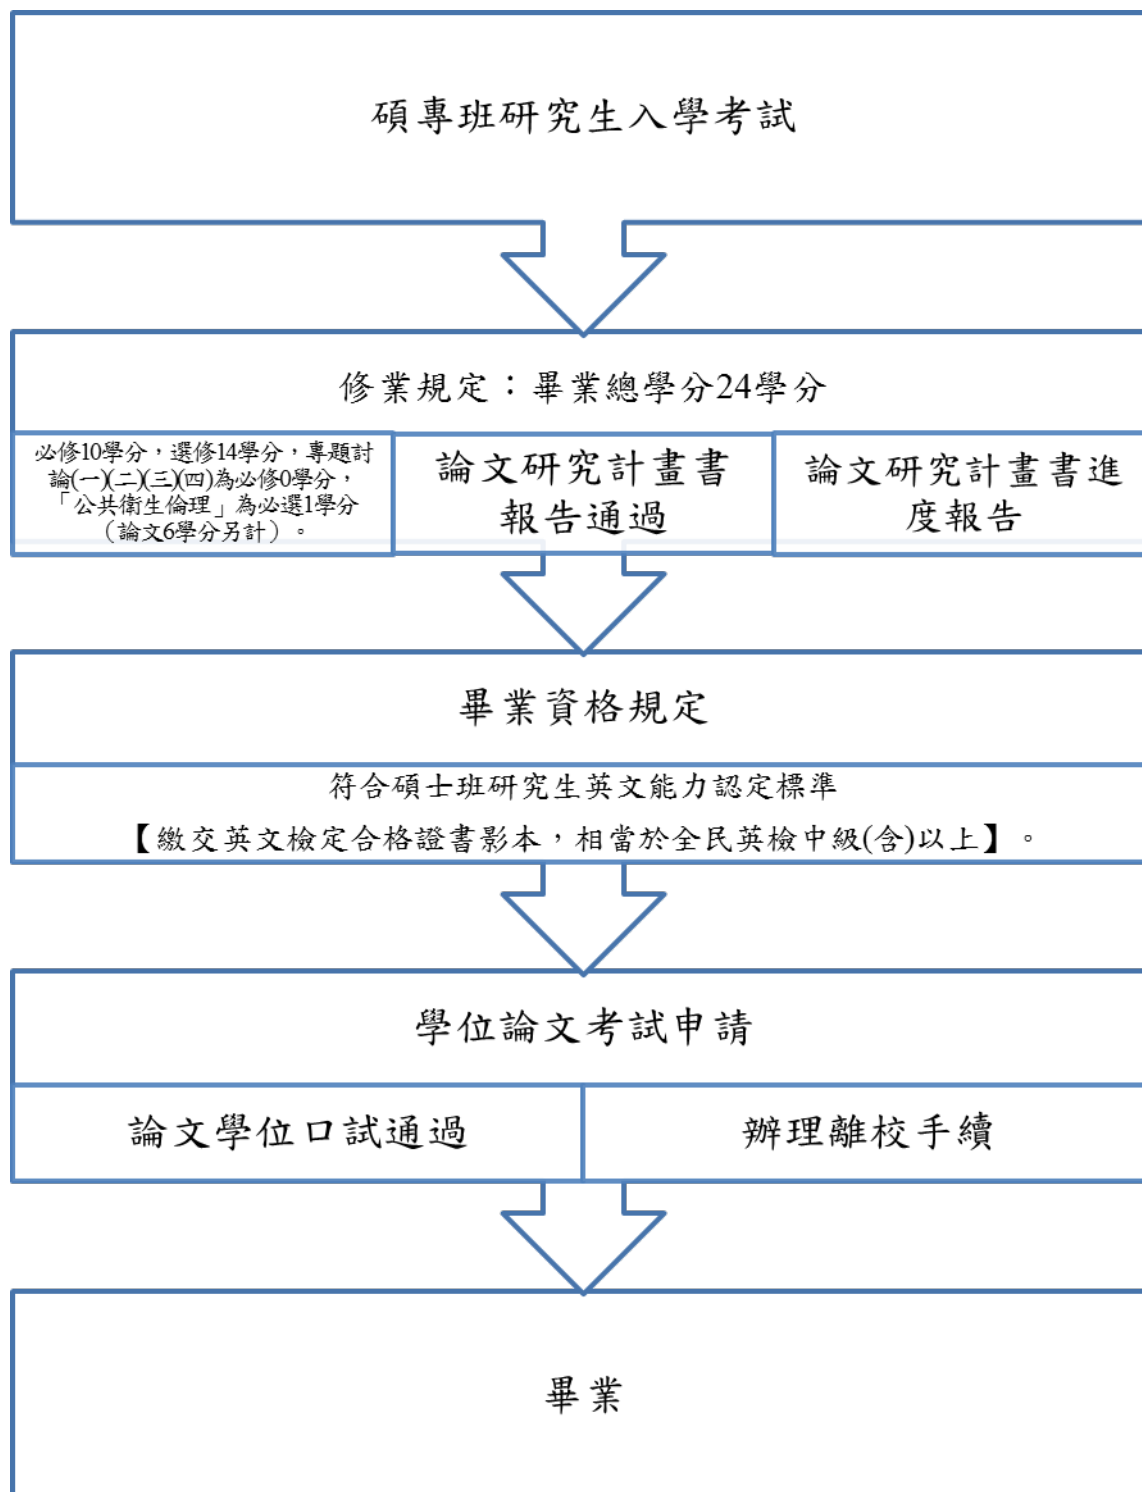 碩專班研究生入學考試
修業規定：畢業總學分24學分
必修10學分，選修14學分，專題討
論(一)(二)(三)(四)為必修0學分，
「公共衛生倫理」為必選1學分
（論文6學分另計）。
論文研究計畫書
報告通過
論文研究計畫書進
度報告
畢業資格規定
符合碩士班研究生英文能力認定標準
【繳交英文檢定合格證書影本，相當於全民英檢中級(含)以上】。
學位論文考試申請
論文學位口試通過
辦理離校手續
畢業